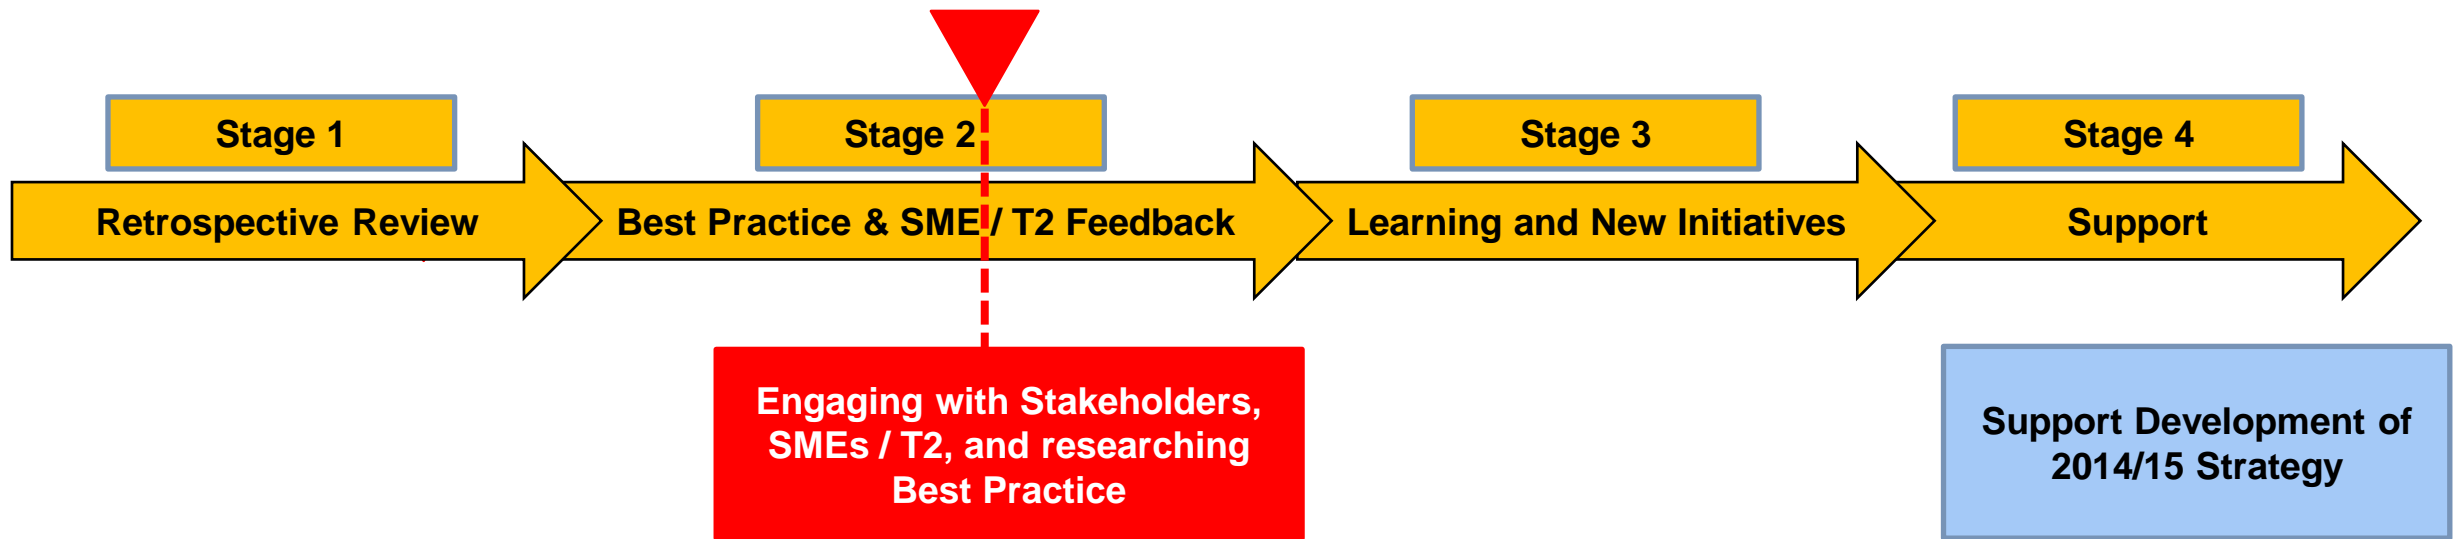 Stage 1
Stage 2
Stage 3
Stage 4
Retrospective Review
Best Practice & SME / T2 Feedback
Learning and New Initiatives
Support
Engaging with Stakeholders,
SMEs / T2, and researching
Best Practice
Support Development of
2014/15 Strategy